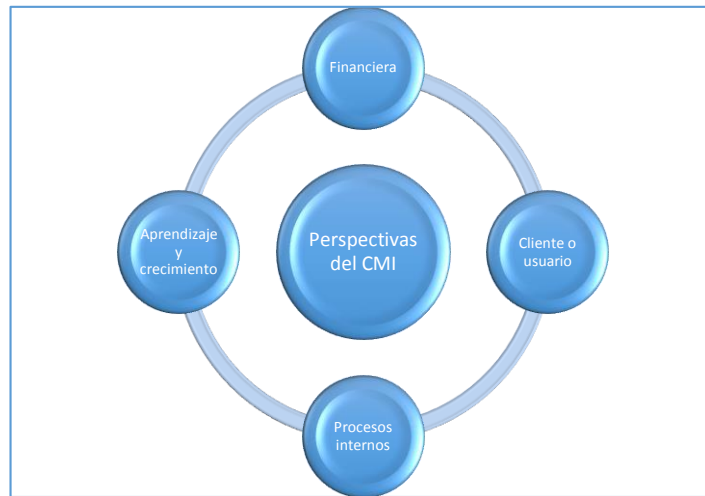 Financiera
Perspectivas
del CMI
Cliente o
usuario
Procesos
internos
Aprendizaje
y
crecimiento